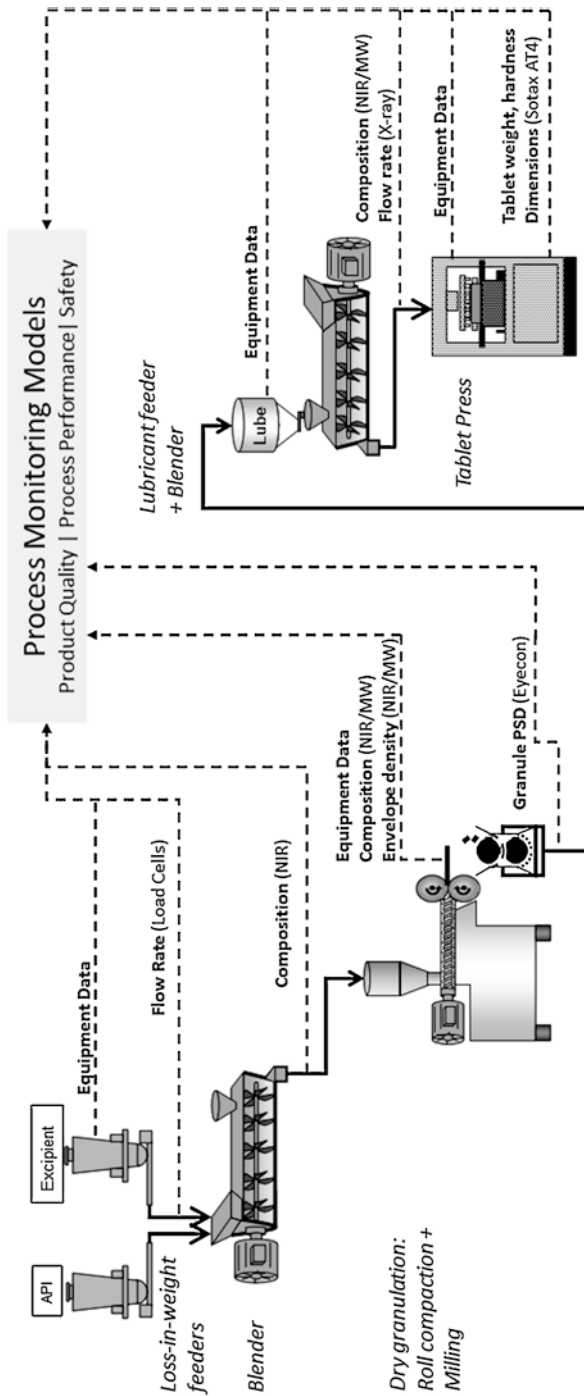 Process Monitoring Models
Product Quality | Process Performance| Safety
API
Excipient
Equipment Data
Flow Rate (Load Cells)
Loss-in-weight
feeders
Blender
Composition (NIR)
Dry granulation:
Roll compaction +
Milling
Equipment Data
Composition (NIR/MW)
Envelope density (NIR/MW)
Granule PSD (Eyecon)
Lubricant feeder
+ Blender
Lube
Equipment Data
Composition (NIR/MW)
Flow rate (X-ray)
Tablet Press
Equipment Data
Tablet weight, hardness
Dimensions (Sotax AT4)